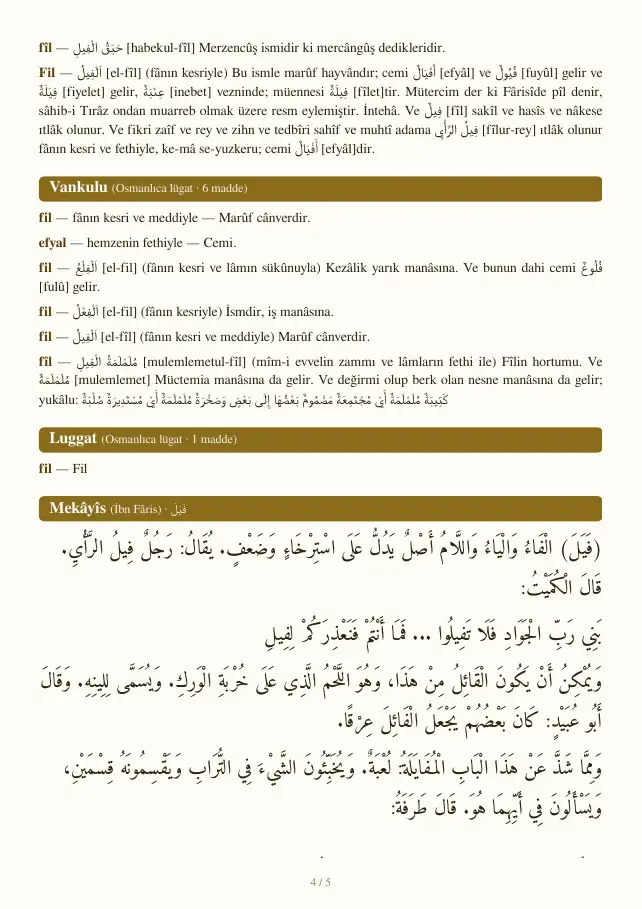 fîl — حَبَقُ الْفِيلِ [habekul-fîl] Merzencûş ismidir ki mercângûş dedikleridir.
Fil — اَلْفِيلُ [el-fîl] (fânın kesriyle) Bu ismle marûf hayvândır; cemi أَفْيَالٌ [efyâl] ve فُيُولٌ [fuyûl] gelir ve
فِيَلَةٌ [fiyelet] gelir, عِنَبَةٌ [inebet] vezninde; müennesi فِيلَةٌ [fîlet]tir. Mütercim der ki Fârisîde pîl denir,
sâhib-i Tırâz ondan muarreb olmak üzere resm eylemiştir. İntehâ. Ve فِيلٌ [fîl] sakîl ve hasîs ve nâkese
ıtlâk olunur. Ve fikri zaîf ve rey ve zihn ve tedbîri sahîf ve muhtî adama فِيلُ الرَّأْيِ [fîlur-rey] ıtlâk olunur
fânın kesri ve fethiyle, ke-mâ se-yuzkeru; cemi أَفْيَالٌ [efyâl]dir.
Vankulu (Osmanlıca lügat · 6 madde)
fil — fânın kesri ve meddiyle — Marûf cânverdir.
efyal — hemzenin fethiyle — Cemi.
fil — اَلْفِلْعُ [el-fil] (fânın kesri ve lâmın sükûnuyla) Kezâlik yarık manâsına. Ve bunun dahi cemi فُلُوعٌ
[fulû] gelir.
fil — اَلْفِعْلُ [el-fil] (fânın kesriyle) İsmdir, iş manâsına.
fil — اَلْفِيلُ [el-fîl] (fânın kesri ve meddiyle) Marûf cânverdir.
fîl — مُلَمْلَمَةُ الْفِيلِ [mulemlemetul-fîl] (mîm-i evvelin zammı ve lâmların fethi ile) Fîlin hortumu. Ve
مُلَمْلَمَةٌ [mulemlemet] Müctemia manâsına da gelir. Ve değirmi olup berk olan nesne manâsına da gelir;
yukâlu: كَتِيبَةٌ مُلَمْلَمَةٌ أَيْ مُجْتَمِعَةٌ مَضْمُومٌ بَعْضُهَا إِلَى بَعْضٍ وَصَخْرَةٌ مُلَمْلَمَةٌ أَيْ مُسْتَدِيرَةٌ صُلْبَةٌ
Luggat (Osmanlıca lügat · 1 madde)
fil — Fil
Mekâyîs (İbn Fâris) · فَيَلَ
(فَيَلَ) الْفَاءُ وَالْيَاءُ وَاللَّامُ أَصْلٌ يَدُلُّ عَلَى اسْتِرْخَاءٍ وَضَعْفٍ. يُقَالُ: رَجُلٌ فِيلُ الرَّأْيِ.
قَالَ الْكُمَيْتُ:
بَنِي رَبِّ الْجَوَادِ فَلَا تَفِيلُوا ... فَمَا أَنْتُمْ فَنَعْذِرَكُمْ لِفِيلِ
وَيُمْكِنُ أَنْ يَكُونَ الْفَائِلُ مِنْ هَذَا، وَهُوَ اللَّحْمُ الَّذِي عَلَى خُرْبَةِ الْوَرِكِ. وَيُسَمَّى لِلِينِهِ. وَقَالَ
أَبُو عُبَيْدٍ: كَانَ بَعْضُهُمْ يَجْعَلُ الْفَائِلَ عِرْقًا.
وَمِمَّا شَذَّ عَنْ هَذَا الْبَابِ الْمُفَايَلَةُ: لُعْبَةٌ. وَيُخَبِّئُونَ الشَّيْءَ فِي التُّرَابِ وَيَقْسِمُونَهُ قِسْمَيْنِ،
وَيَسْأَلُونَ فِي أَيِّهِمَا هُوَ. قَالَ طَرَفَةُ:
4 / 5